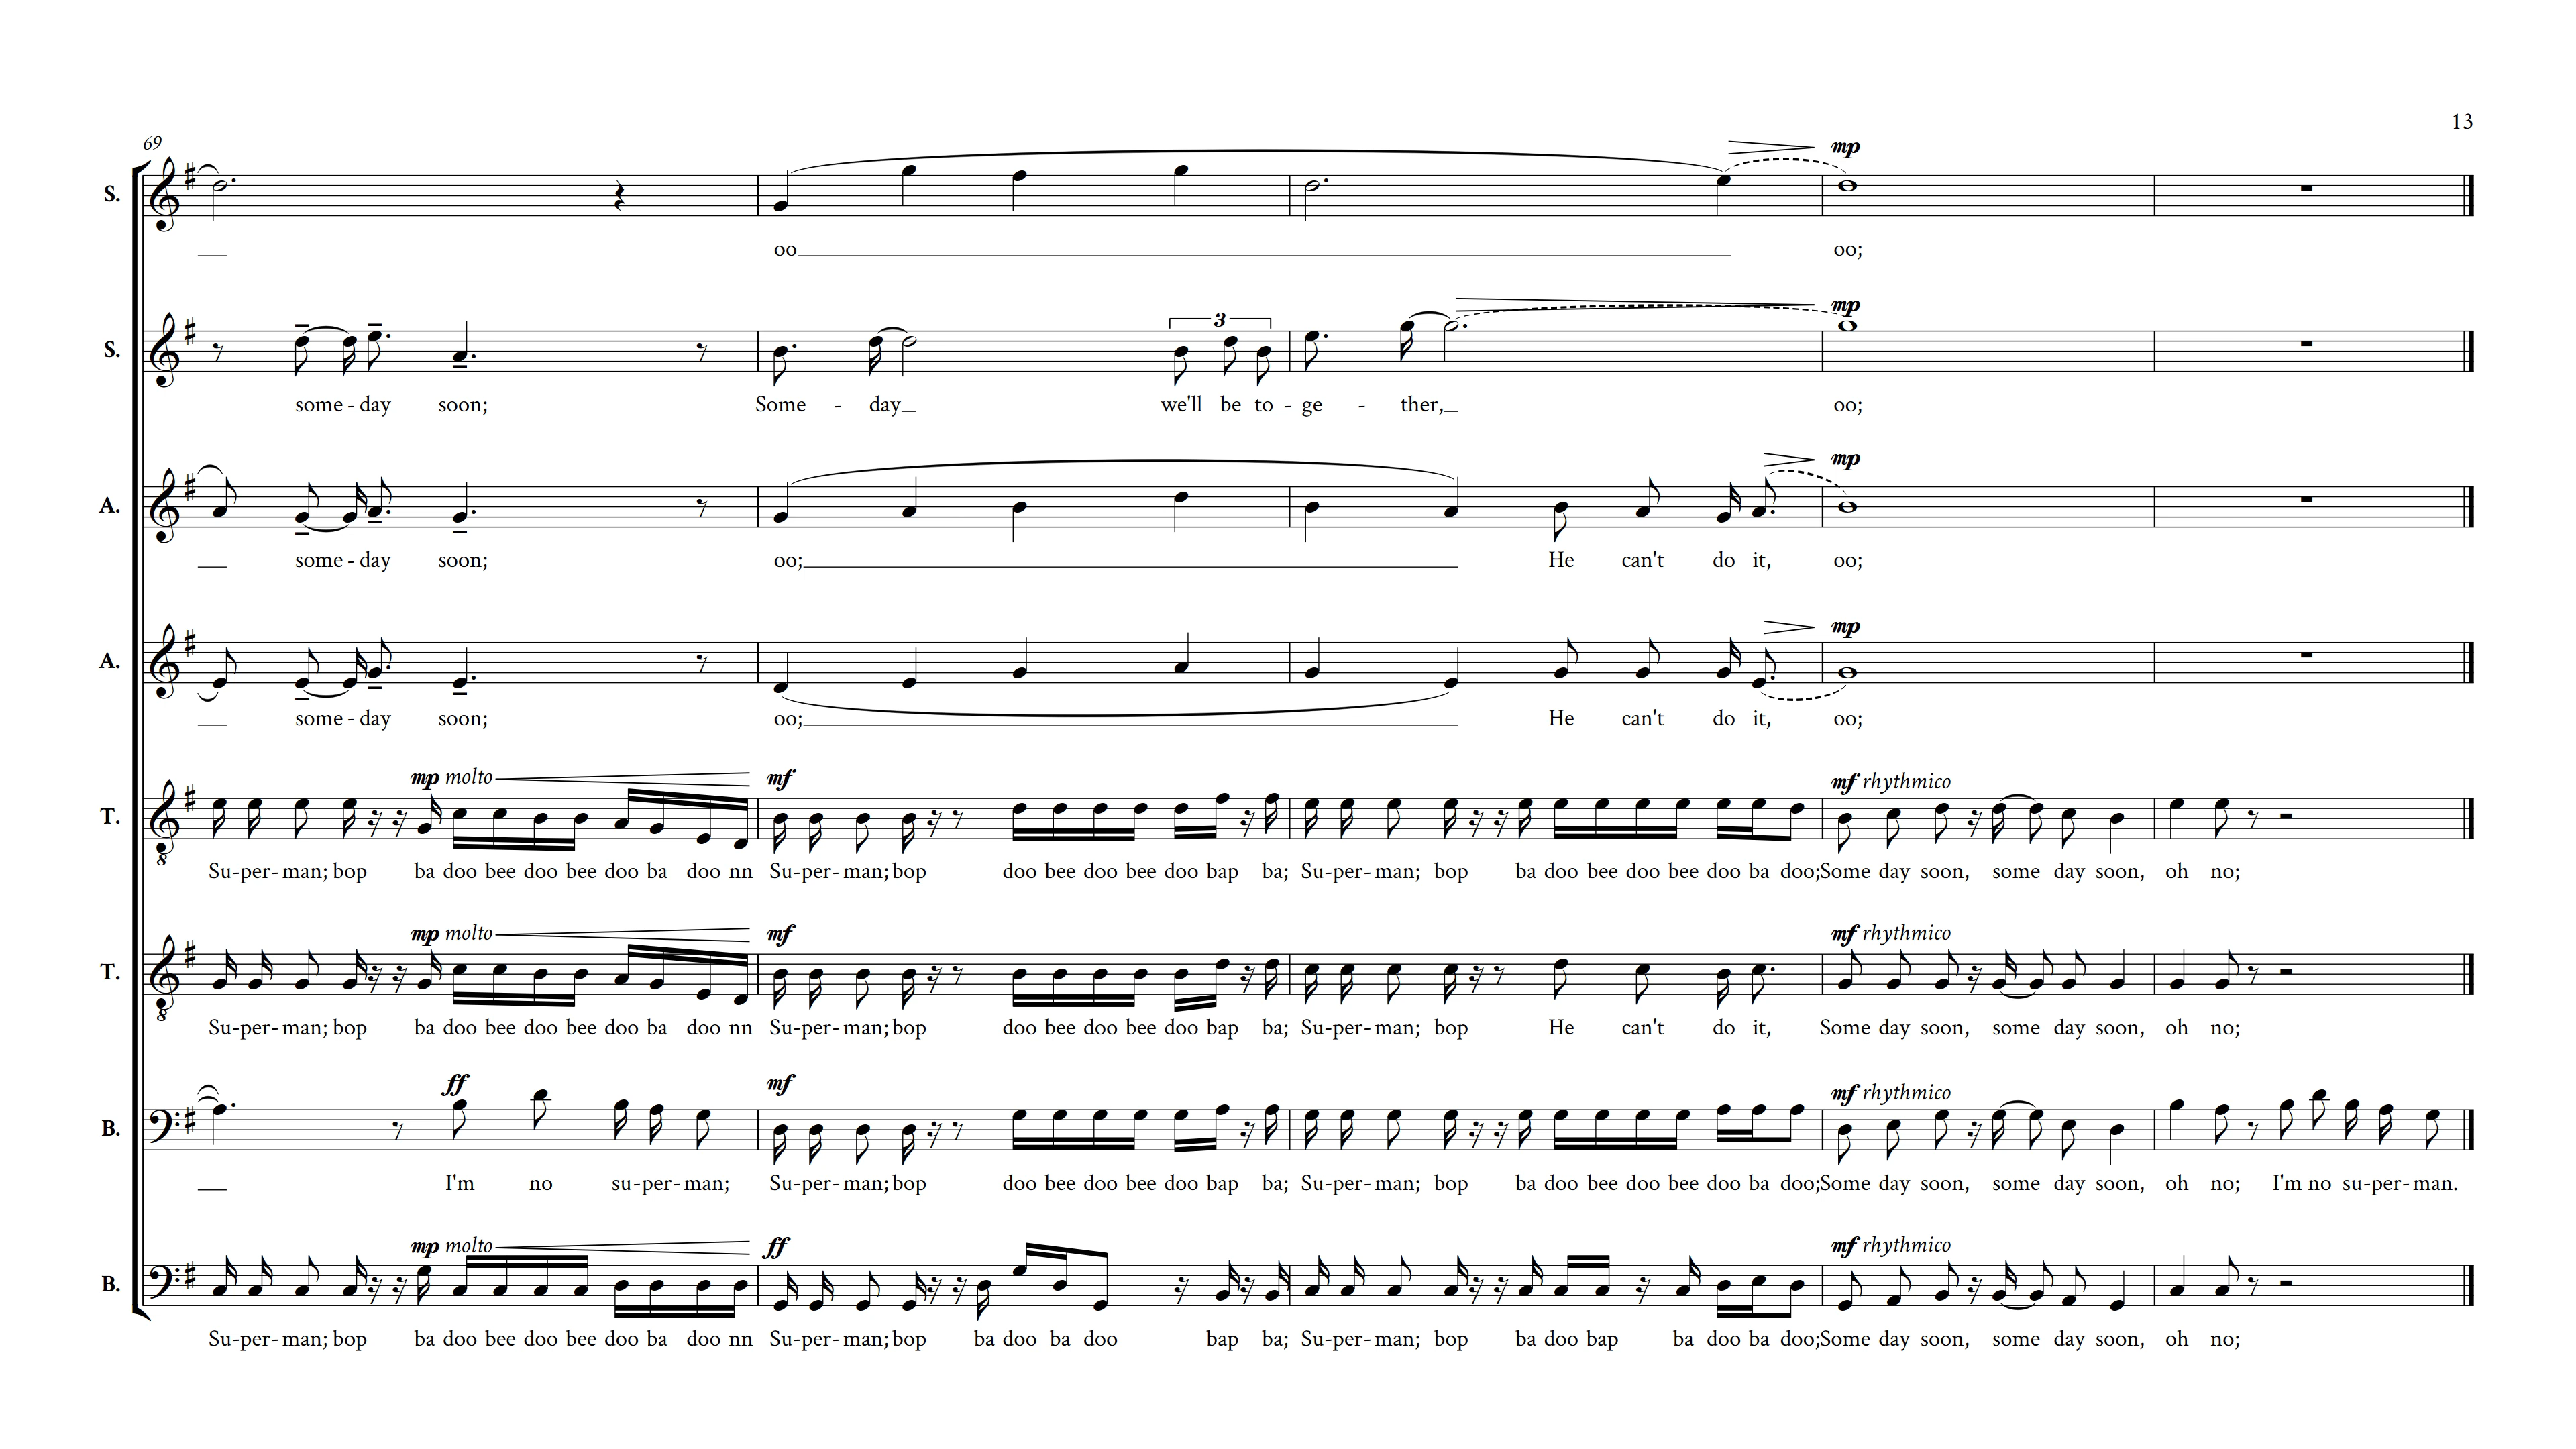 13
69
mp
S.
oo oo;
mp
3
S.
some - day soon; Some - day we'll be to - ge - ther, oo;
mp
A.
some - day soon; oo; He can't do it, oo;
mp
A.
some - day soon; oo; He can't do it, oo;
mp molto mf mf rhythmico
T.
8
Su-per-man; bop ba doo bee doo bee doo ba doo nn Su-per-man; bop doo bee doo bee doo bap ba; Su-per-man; bop ba doo bee doo bee doo ba doo; Some day soon, some day soon, oh no;
mp molto mf mf rhythmico
T.
8
Su-per-man; bop ba doo bee doo bee doo ba doo nn Su-per-man; bop doo bee doo bee doo bap ba; Su-per-man; bop He can't do it, Some day soon, some day soon, oh no;
ff mf mf rhythmico
B.
I'm no su-per-man; Su-per-man; bop doo bee doo bee doo bap ba; Su-per-man; bop ba doo bee doo bee doo ba doo; Some day soon, some day soon, oh no; I'm no su-per-man.
mp molto ff mf rhythmico
B.
Su-per-man; bop ba doo bee doo bee doo ba doo nn Su-per-man; bop ba doo ba doo bap ba; Su-per-man; bop ba doo bap ba doo ba doo; Some day soon, some day soon, oh no;